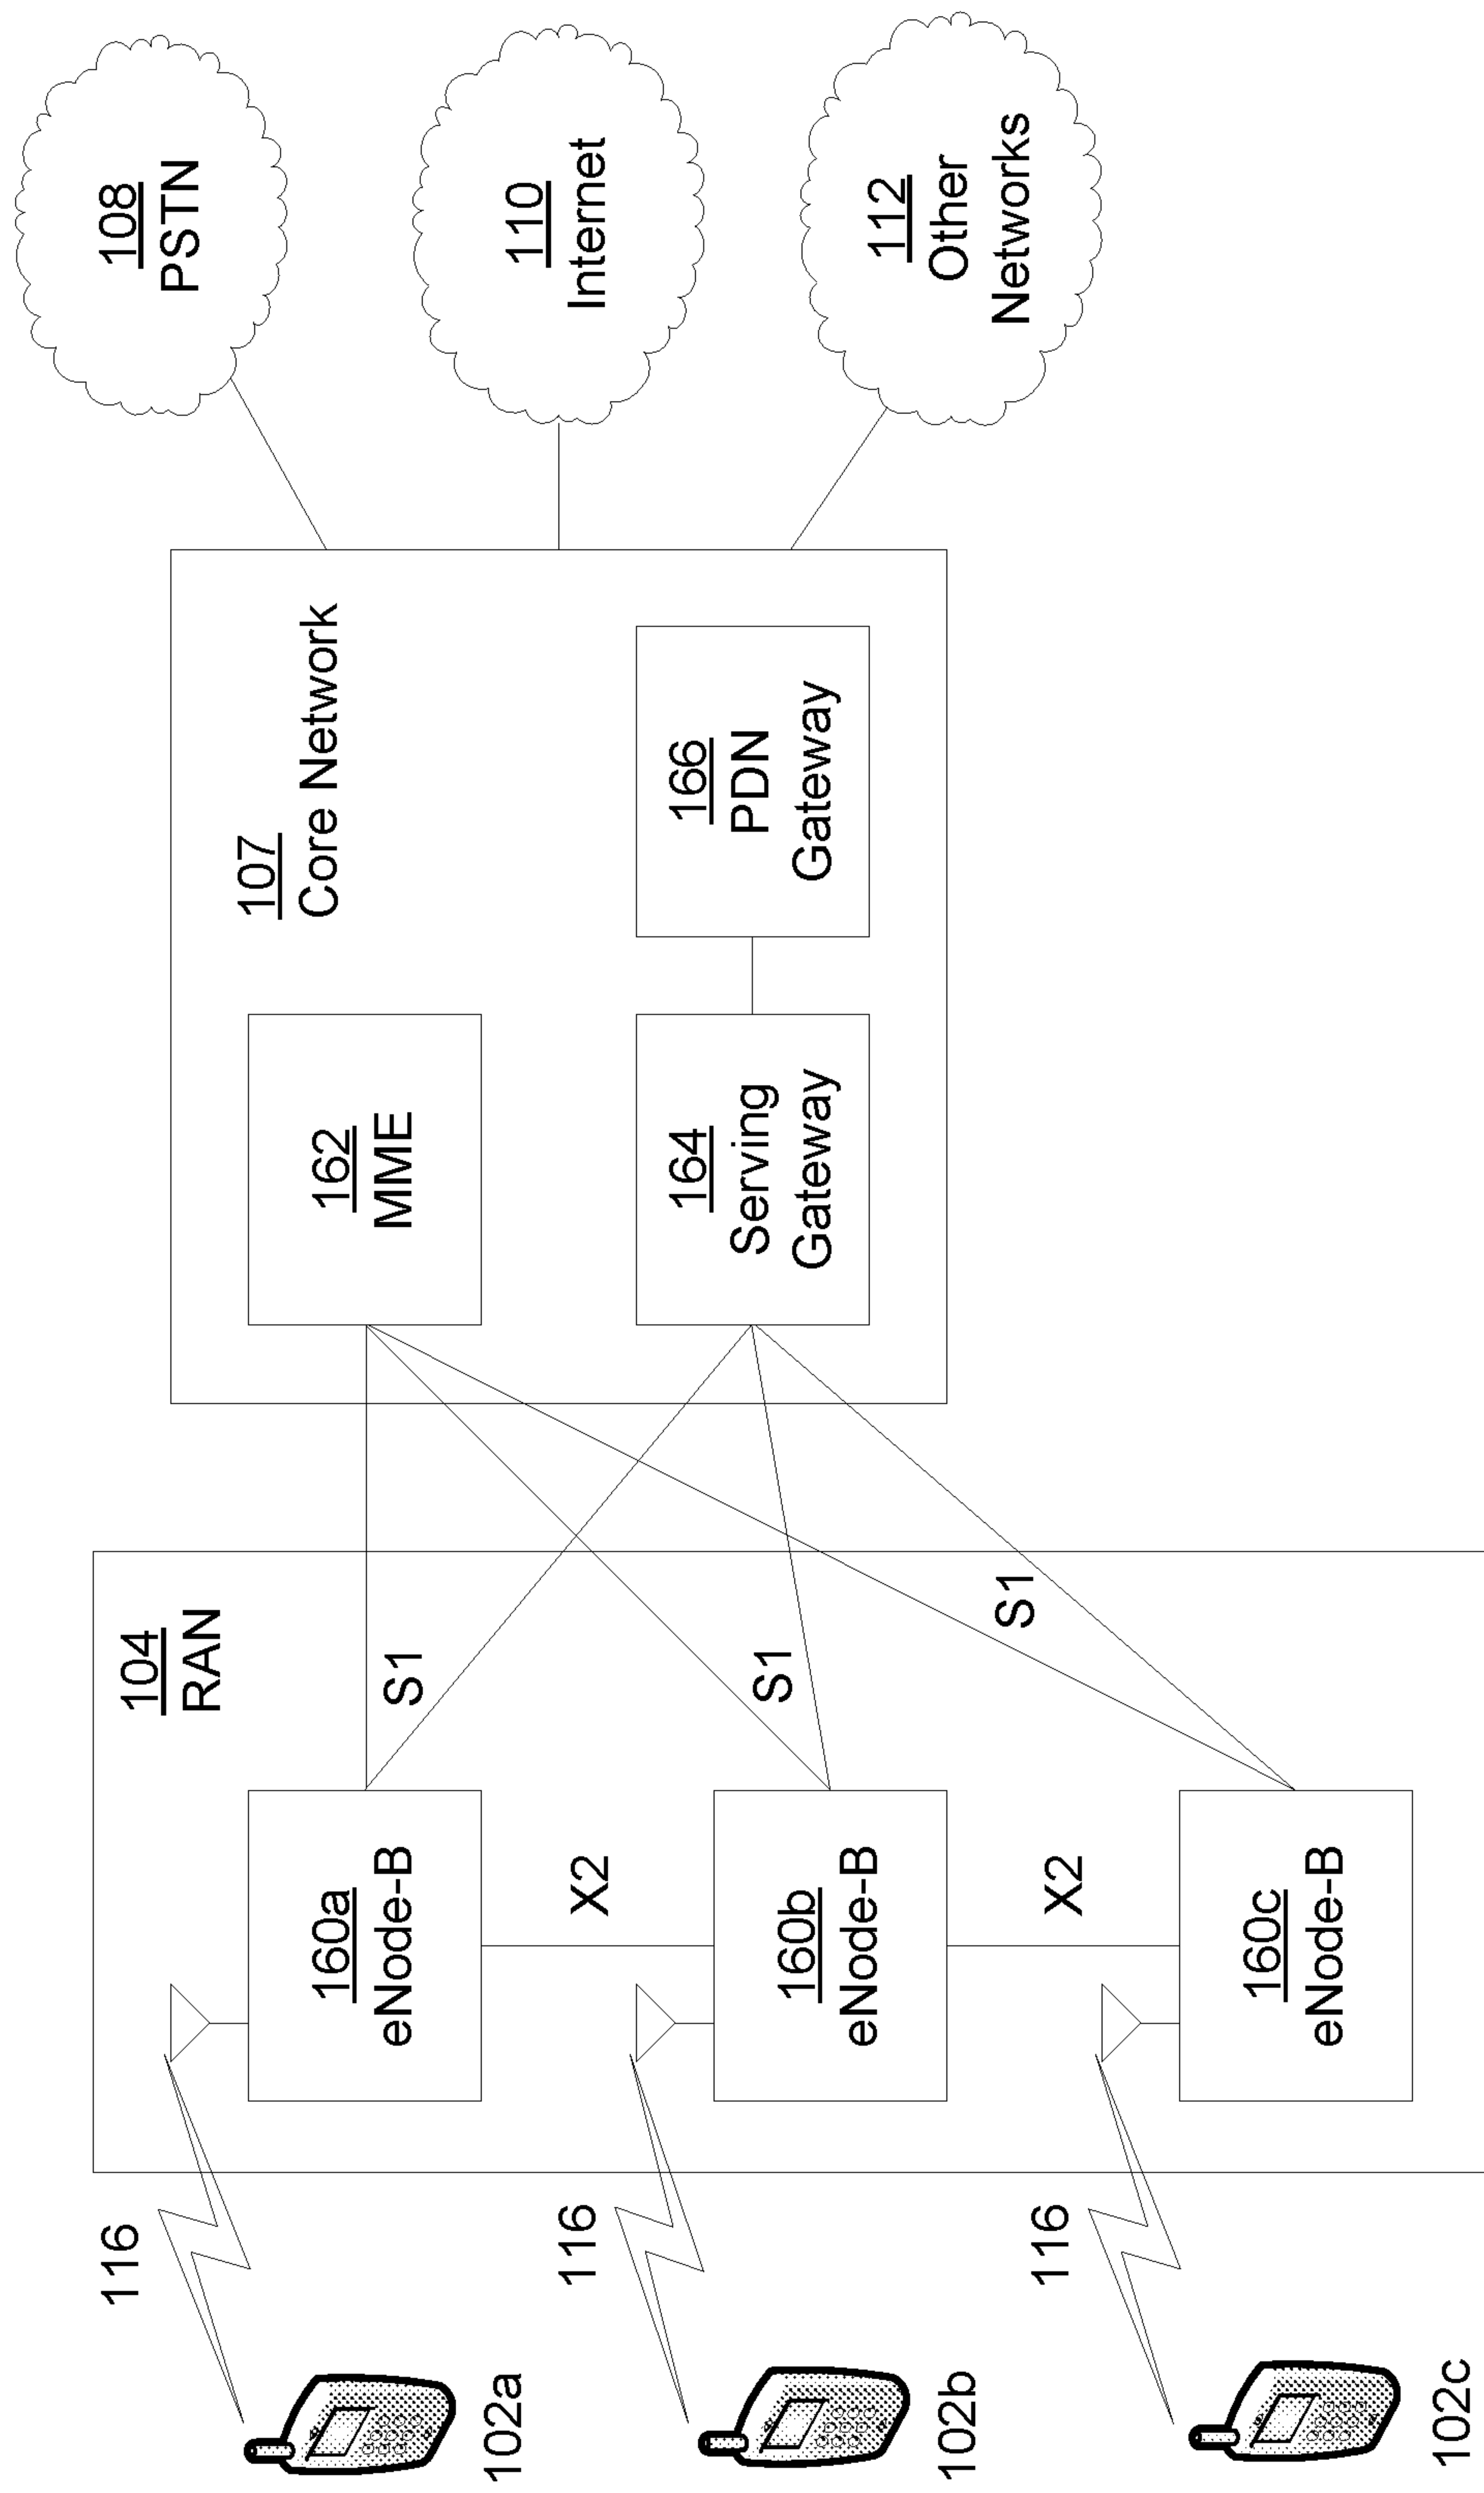 116
102a
116
102b
116
102c
104
RAN
160a
eNode-B
X2
160b
eNode-B
X2
160c
eNode-B
S1
S1
S1
107
Core Network
162
MME
164
Serving
Gateway
166
PDN
Gateway
108
PSTN
110
Internet
112
Other
Networks